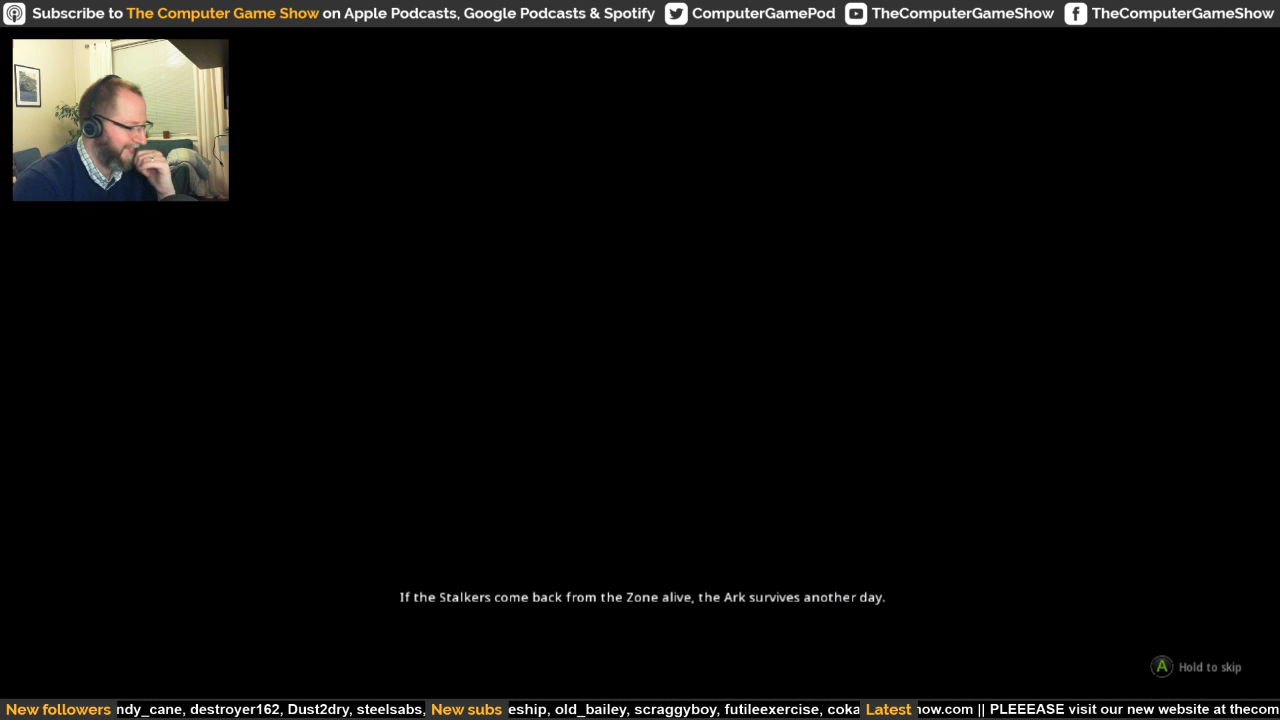 Subscribe to The Computer Game Show on Apple Podcasts, Google Podcasts & Spotify ComputerGamePod TheComputerGameShow TheComputerGameShow
If the Stalkers come back from the Zone alive, the Ark survives another day.
A Hold to skip
New followers ndy_cane, destroyer162, Dust2dry, steelsabs, New subs eship, old_bailey, scraggyboy, futileexercise, coka Latest now.com || PLEEEASE visit our new website at thecom